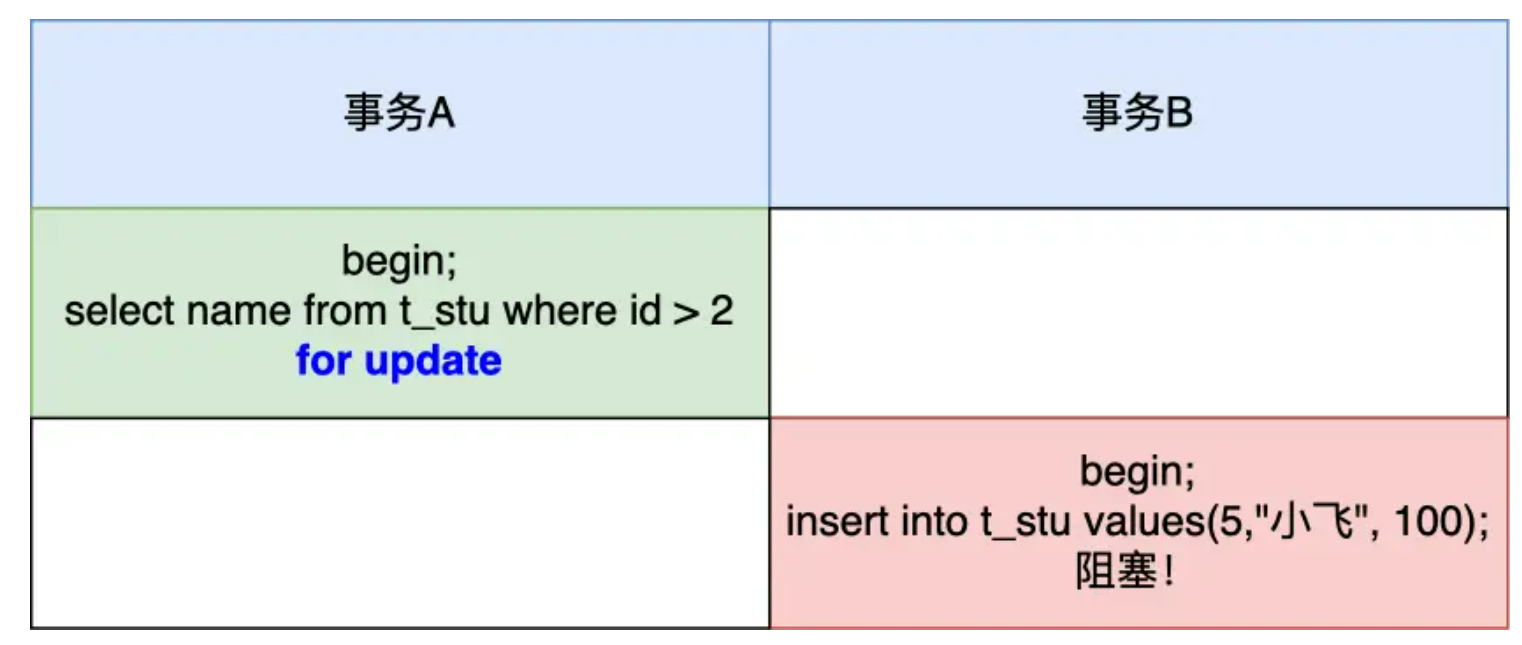 事务A
事务B
begin;
select name from t_stu where id > 2
for update
begin;
insert into t_stu values(5,"小飞", 100);
阻塞！